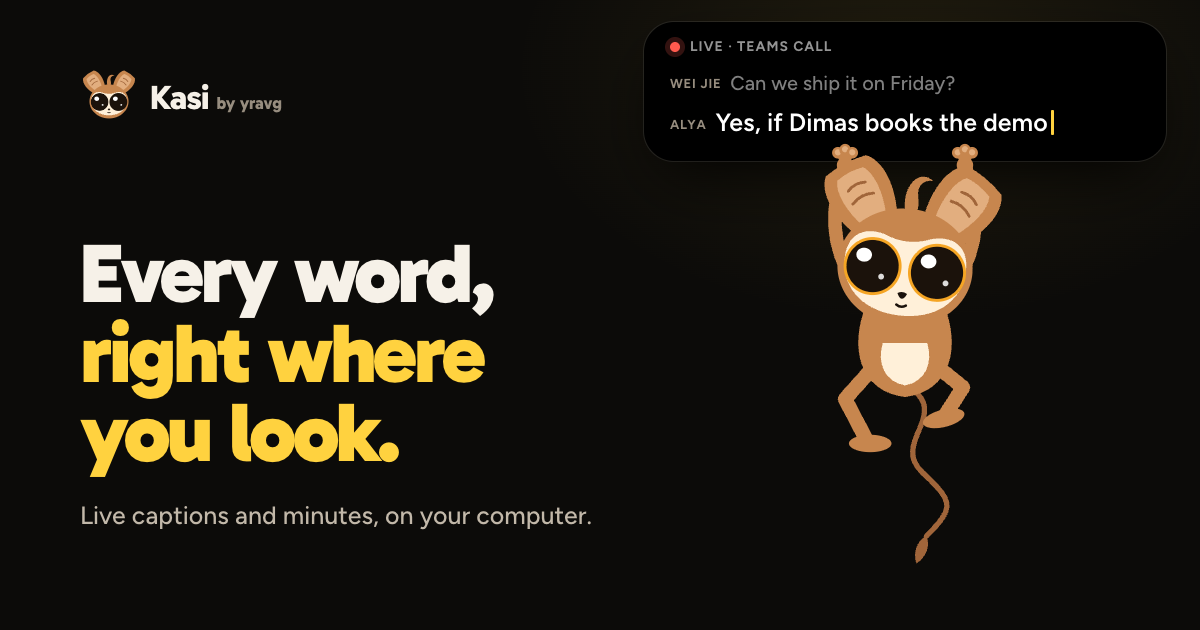 Kasi by yravg
LIVE · TEAMS CALL
WEI JIE Can we ship it on Friday?
ALYA Yes, if Dimas books the demo
Every word,
right where
you look.
Live captions and minutes, on your computer.